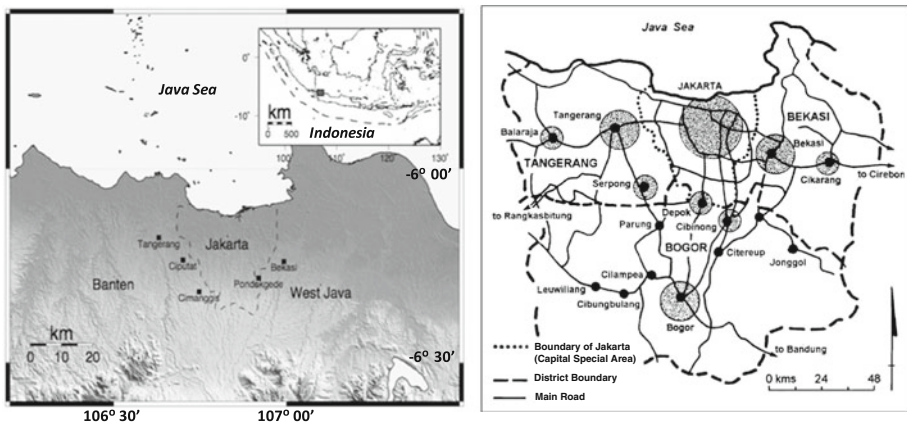 Java Sea
0°
-10°
km
0 500
Indonesia
100°
120°
130°
-6° 00'
Tangerang
Jakarta
Ciputat
Bekasi
Banten
Pondokgede
Cimanggis
West Java
km
0 10 20
-6° 30'
106° 30'
107° 00'
Java Sea
JAKARTA
Tangerang
BEKASI
Balaraja
Bekasi
TANGERANG
Cikarang
to Cirebon
Serpong
to Rangkasbitung
Depok
Parung
Cibinong
BOGOR
Citereup
Jonggol
Cilampea
Leuwiliang
Cibungbulang
Bogor
to Bandung
Boundary of Jakarta
(Capital Special Area)
District Boundary
Main Road
0 kms 24 48